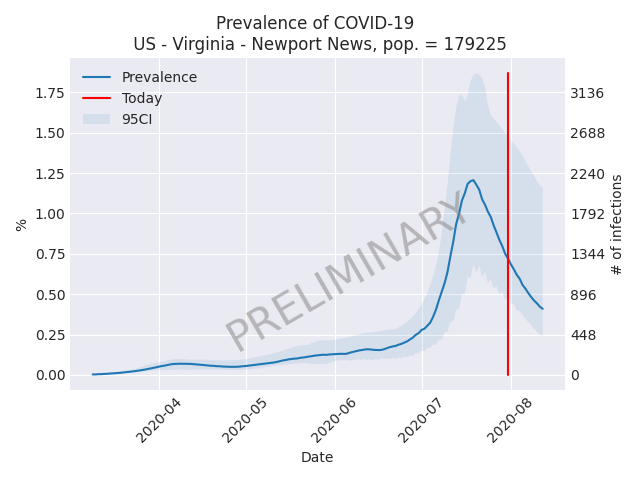 Prevalence of COVID-19
US - Virginia - Newport News, pop. = 179225
Prevalence
Today
95CI
1.75
1.50
1.25
1.00
0.75
0.50
0.25
0.00
%
3136
2688
2240
1792
1344
896
448
0
# of infections
PRELIMINARY
2020-04
2020-05
2020-06
2020-07
2020-08
Date